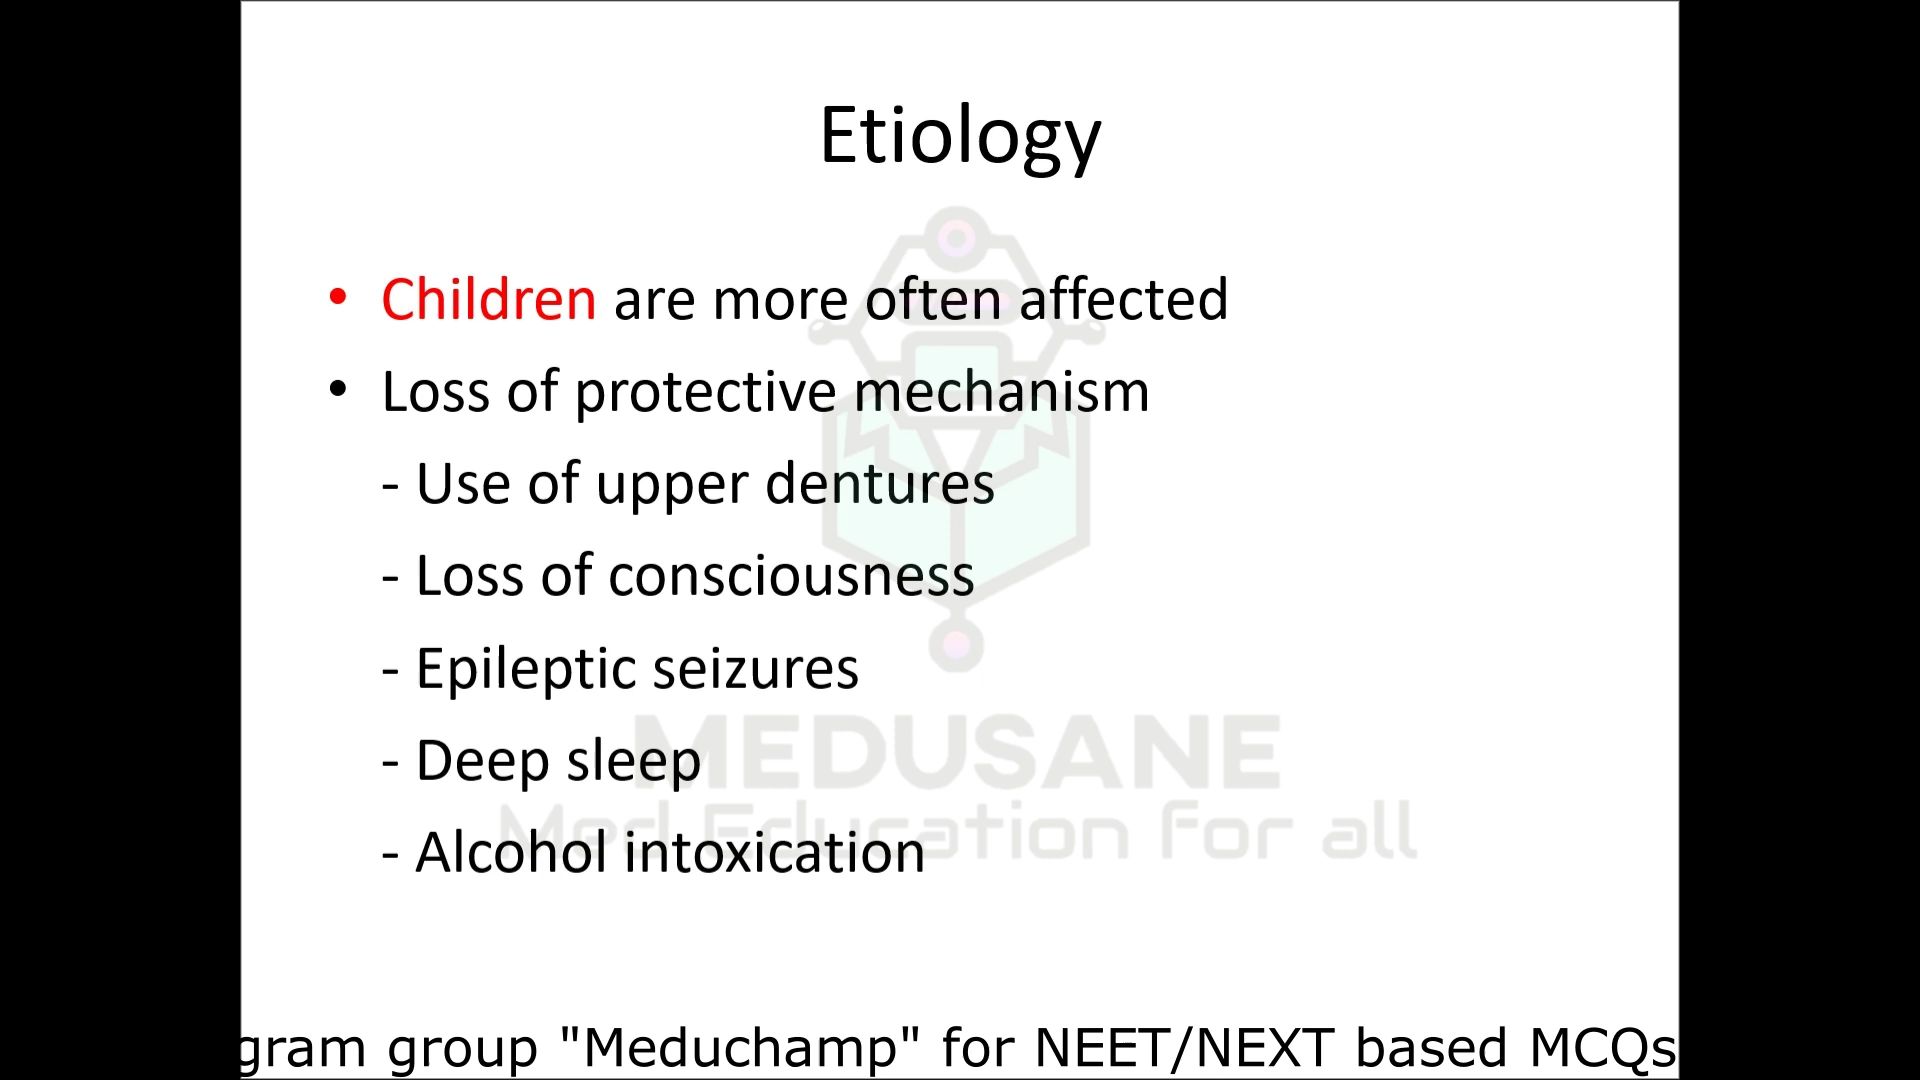 Etiology
• Children are more often affected
• Loss of protective mechanism
- Use of upper dentures
- Loss of consciousness
- Epileptic seizures
- Deep sleep
- Alcohol intoxication
MEDUSANE
Med Education for all
gram group "Meduchamp" for NEET/NEXT based MCQs